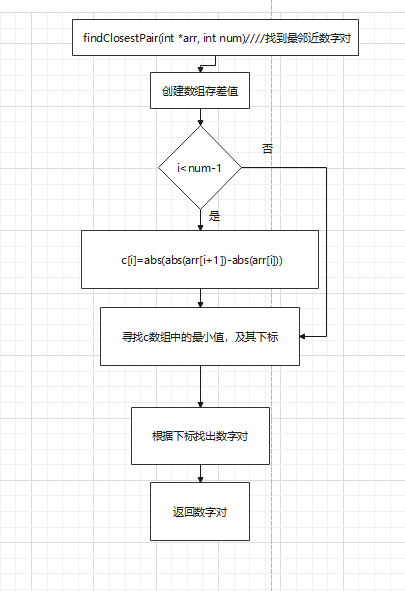 findClosestPair(int *arr, int num)////找到最邻近数字对
创建数组存差值
否
i<num-1
是
c[i]=abs(abs(arr[i+1])-abs(arr[i]))
寻找c数组中的最小值，及其下标
根据下标找出数字对
返回数字对